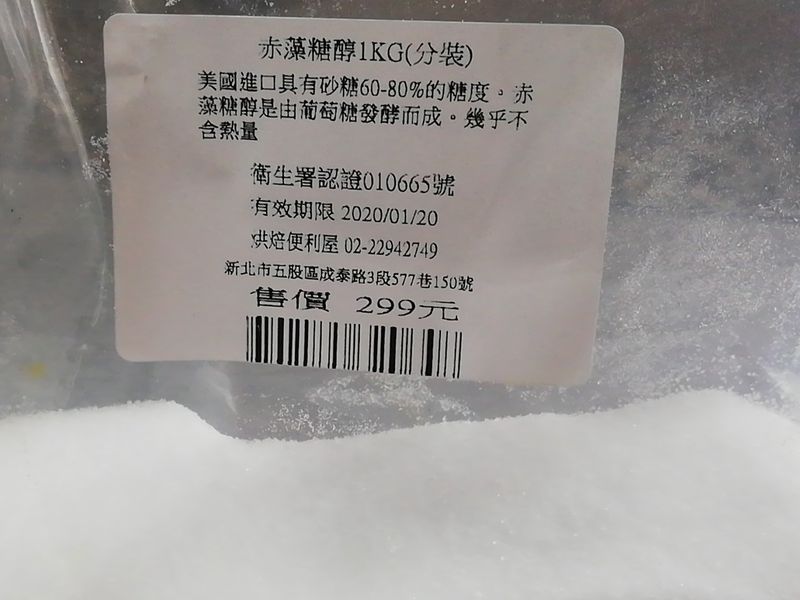 赤藻糖醇1KG(分裝)
美國進口具有砂糖60-80%的糖度。赤
藻糖醇是由葡萄糖發酵而成。幾乎不
含熱量
衛生署認證010665號
有效期限 2020/01/20
烘焙便利屋 02-22942749
新北市五股區成泰路3段577巷150號
售價 299元